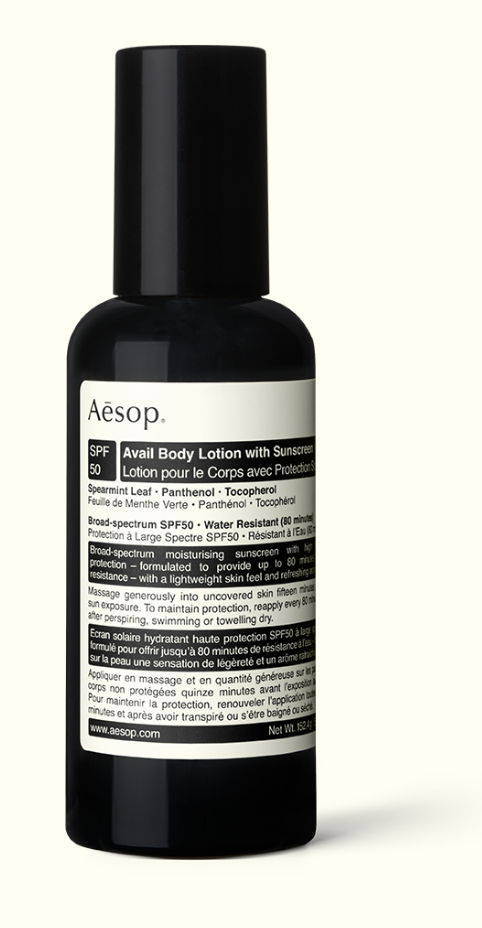 Aēsop.
SPF
50
Avail Body Lotion with Sunscreen
Lotion pour le Corps avec Protection
Spearmint Leaf · Panthenol · Tocopherol
Feuille de Menthe Verte · Panthénol · Tocophérol
Broad-spectrum SPF50 · Water Resistant (80 minutes)
Protection à Large Spectre SPF50 · Résistant à l'Eau (80
Broad-spectrum moisturising sunscreen with high
protection – formulated to provide up to 80
resistance – with a lightweight skin feel and refreshing
Massage generously into uncovered skin fifteen minutes
sun exposure. To maintain protection, reapply every 80
after perspiring, swimming or towelling dry.
Ecran solaire hydratant haute protection SPF50 à large
formulé pour offrir jusqu'à 80 minutes de résistance à
sur la peau une sensation de légèreté et un arôme
Appliquer en massage et en quantité généreuse sur les
corps non protégées quinze minutes avant l'exposition
Pour maintenir la protection, renouveler l'application
minutes et après avoir transpiré ou s'être baigné ou séché.
www.aesop.com
Net Wt.